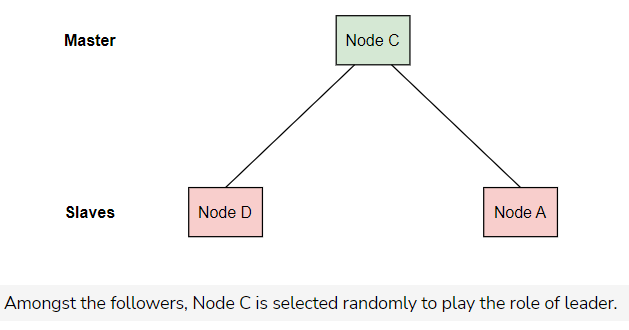 Master
Node C
Slaves
Node D
Node A
Amongst the followers, Node C is selected randomly to play the role of leader.